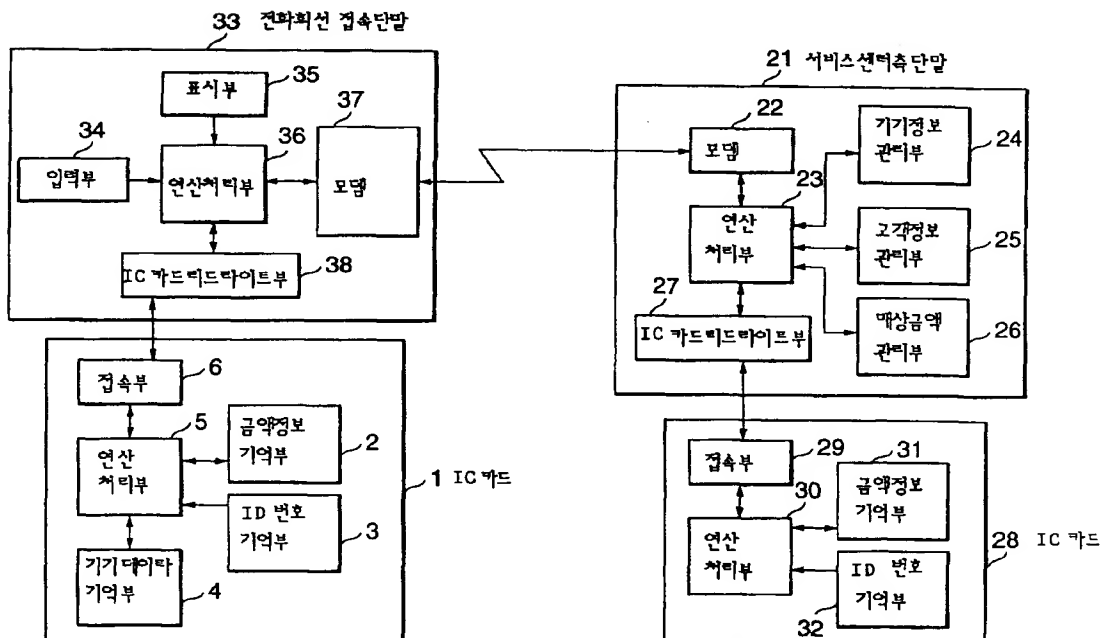 33 전화회선 접속단말
35
표시부
34
입력부
36
연산처리부
37
모뎀
IC 카드리드라이트부
38
6
접속부
5
연산
처리부
금액정보
기억부
2
ID 번호
기억부
3
기기데이타
기억부
4
1 IC 카드
21 서비스센터측단말
22
모뎀
23
연산
처리부
기기정보
관리부
24
고객정보
관리부
25
매상금액
관리부
26
27
IC 카드리드라이트부
접속부
29
30
연산
처리부
31
금액정보
기억부
ID 번호
기억부
32
28 IC 카드